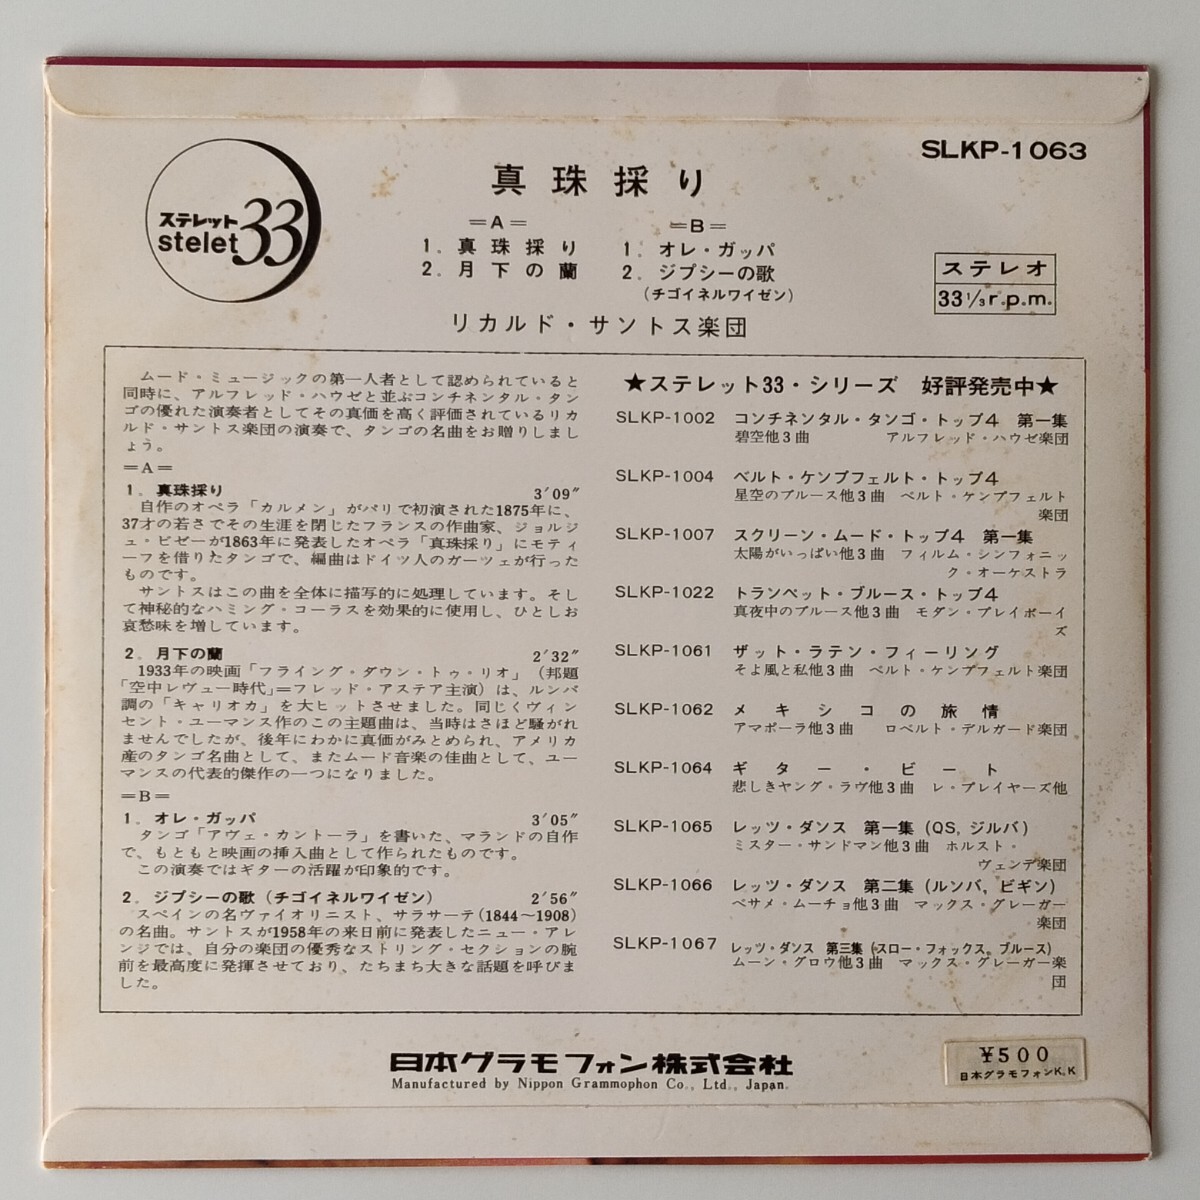 SLKP-1063
ステレット
stelet 33
真珠採り
=A=
1. 真珠採り
2. 月下の蘭
=B=
1. オレ・ガッパ
2. ジプシーの歌
(チゴイネルワイゼン)
ステレオ
33 1/3 r.p.m.
リカルド・サントス楽団
ムード・ミュージックの第一人者として認められていると
同時に、アルフレッド・ハウゼと並ぶコンチネンタル・タン
ゴの優れた演奏者としてその真価を高く評価されているリカ
ルド・サントス楽団の演奏で、タンゴの名曲をお贈りしまし
ょう。
=A=
1. 真珠採り 3′09″
自作のオペラ「カルメン」がパリで初演された1875年に、
37才の若さでその生涯を閉じたフランスの作曲家、ジョルジ
ュ・ビゼーが1863年に発表したオペラ「真珠採り」にモティ
ーフを借りたタンゴで、編曲はドイツ人のガーツェが行った
ものです。
サントスはこの曲を全体に描写的に処理しています。そし
て神秘的なハミング・コーラスを効果的に使用し、ひとしお
哀愁味を増しています。
2. 月下の蘭 2′32″
1933年の映画「フライング・ダウン・トゥ・リオ」（邦題
「空中レヴュー時代」=フレッド・アステア主演）は、ルンバ
調の「キャリオカ」を大ヒットさせました。同じくヴィン
セント・ユーマンス作のこの主題曲は、当時はさほど騒がれ
ませんでしたが、後年にわかに真価がみとめられ、アメリカ
産のタンゴ名曲として、またムード音楽の佳曲として、ユー
マンスの代表的傑作の一つになりました。
=B=
1. オレ・ガッパ 3′05″
タンゴ「アヴェ・カントーラ」を書いた、マランドの自作
で、もともと映画の挿入曲として作られたものです。
この演奏ではギターの活躍が印象的です。
2. ジプシーの歌（チゴイネルワイゼン） 2′56″
スペインの名ヴァイオリニスト、サラサーテ(1844〜1908)
の名曲。サントスが1958年の来日前に発表したニュー・アレ
ンジでは、自分の楽団の優秀なストリング・セクションの腕
前を最高度に発揮させており、たちまち大きな話題を呼びま
した。
★ステレット33・シリーズ 好評発売中★
SLKP-1002 コンチネンタル・タンゴ・トップ4 第一集
碧空他3曲 アルフレッド・ハウゼ楽団
SLKP-1004 ベルト・ケンプフェルト・トップ4
星空のブルース他3曲 ベルト・ケンプフェルト
楽団
SLKP-1007 スクリーン・ムード・トップ4 第一集
太陽がいっぱい他3曲 フィルム・シンフォニッ
ク・オーケストラ
SLKP-1022 トランペット・ブルース・トップ4
真夜中のブルース他3曲 モダン・プレイボーイ
ズ
SLKP-1061 ザット・ラテン・フィーリング
そよ風と私他3曲 ベルト・ケンプフェルト楽団
SLKP-1062 メキシコの旅情
アマポーラ他3曲 ロベルト・デルガード楽団
SLKP-1064 ギター・ビート
悲しきヤング・ラヴ他3曲 レ・プレイヤーズ他
SLKP-1065 レッツ・ダンス 第一集(QS, ジルバ)
ミスター・サンドマン他3曲 ホルスト・
ヴェンデ楽団
SLKP-1066 レッツ・ダンス 第二集(ルンバ, ビギン)
ベサメ・ムーチョ他3曲 マックス・グレーガー
楽団
SLKP-1067 レッツ・ダンス 第三集(スロー・フォックス。ブルース)
ムーン・グロウ他3曲 マックス・グレーガー楽
団
日本グラモフォン株式会社
Manufactured by Nippon Grammophon Co., Ltd., Japan.
¥500
日本グラモフォンK.K